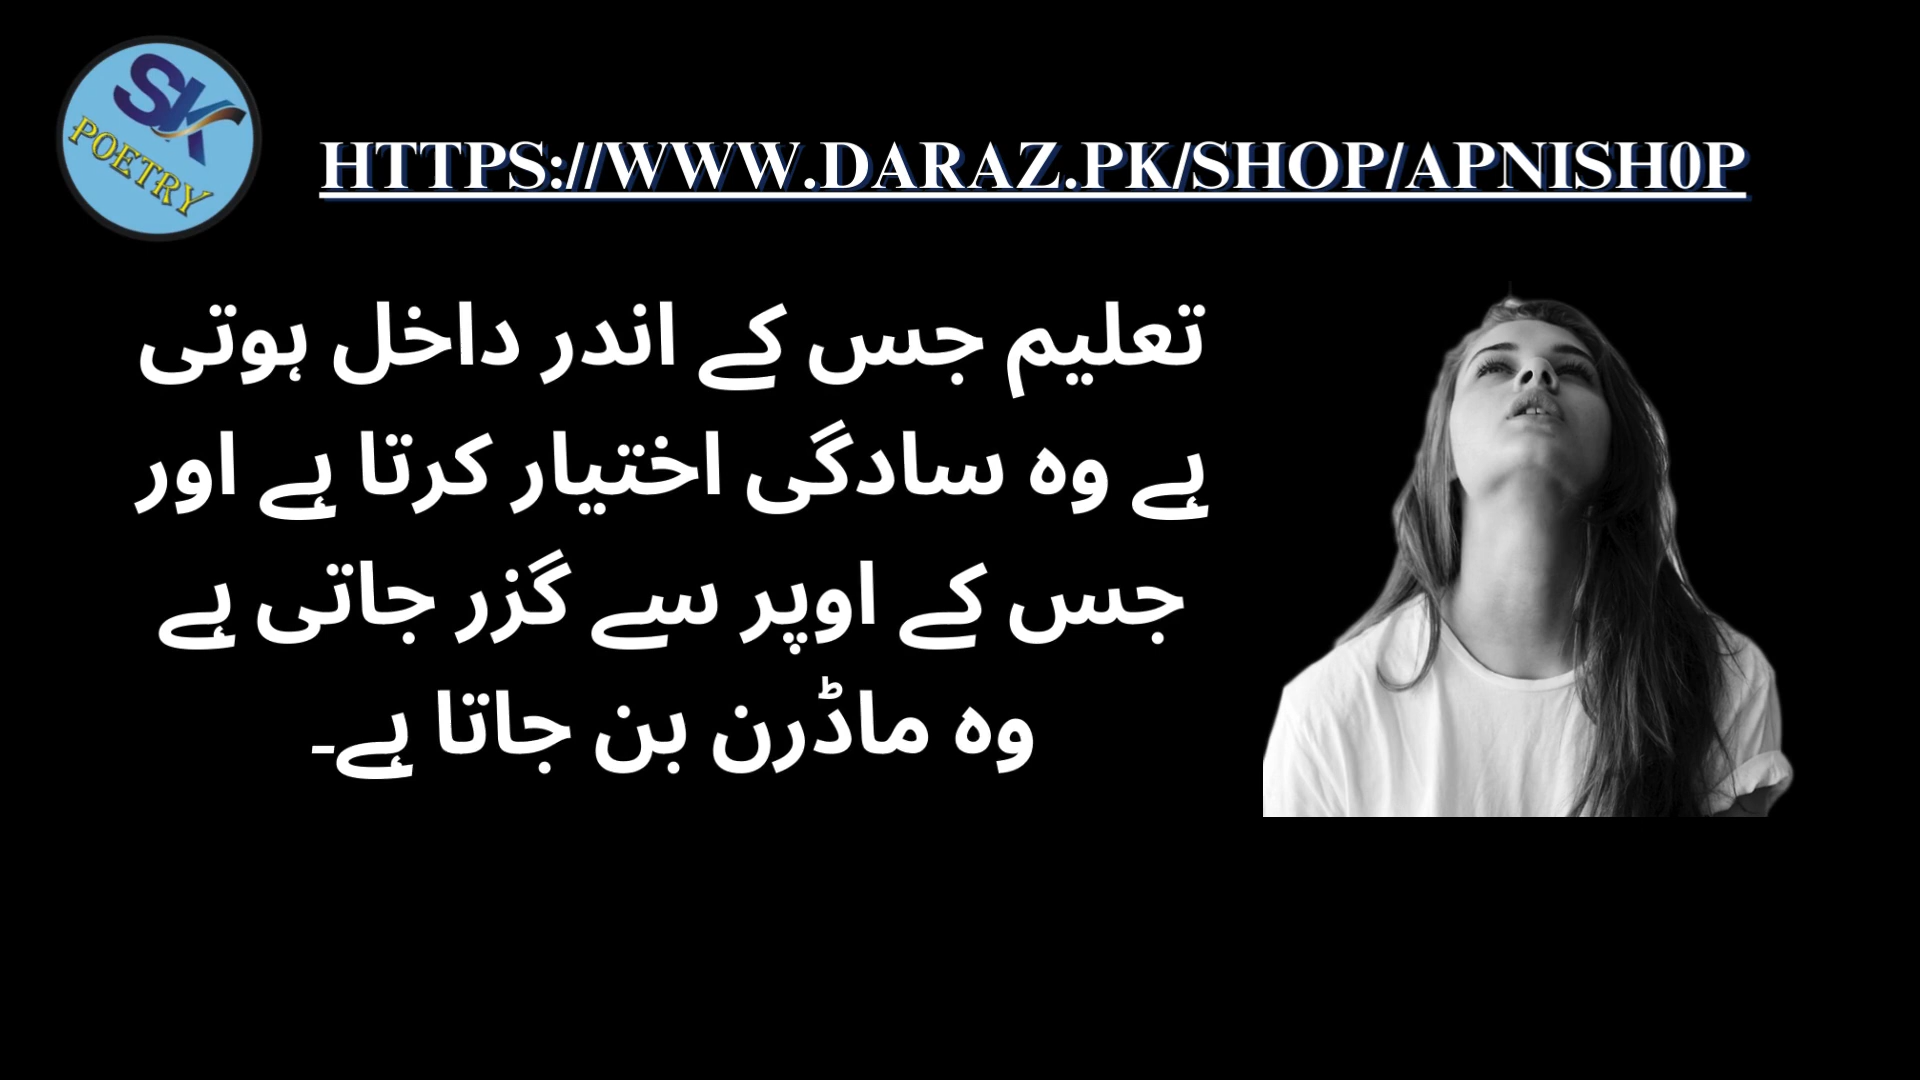 SK
POETRY
HTTPS://WWW.DARAZ.PK/SHOP/APNISH0P
تعلیم جس کے اندر داخل ہوتی
ہے وہ سادگی اختیار کرتا ہے اور
جس کے اوپر سے گزر جاتی ہے
وہ ماڈرن بن جاتا ہے۔